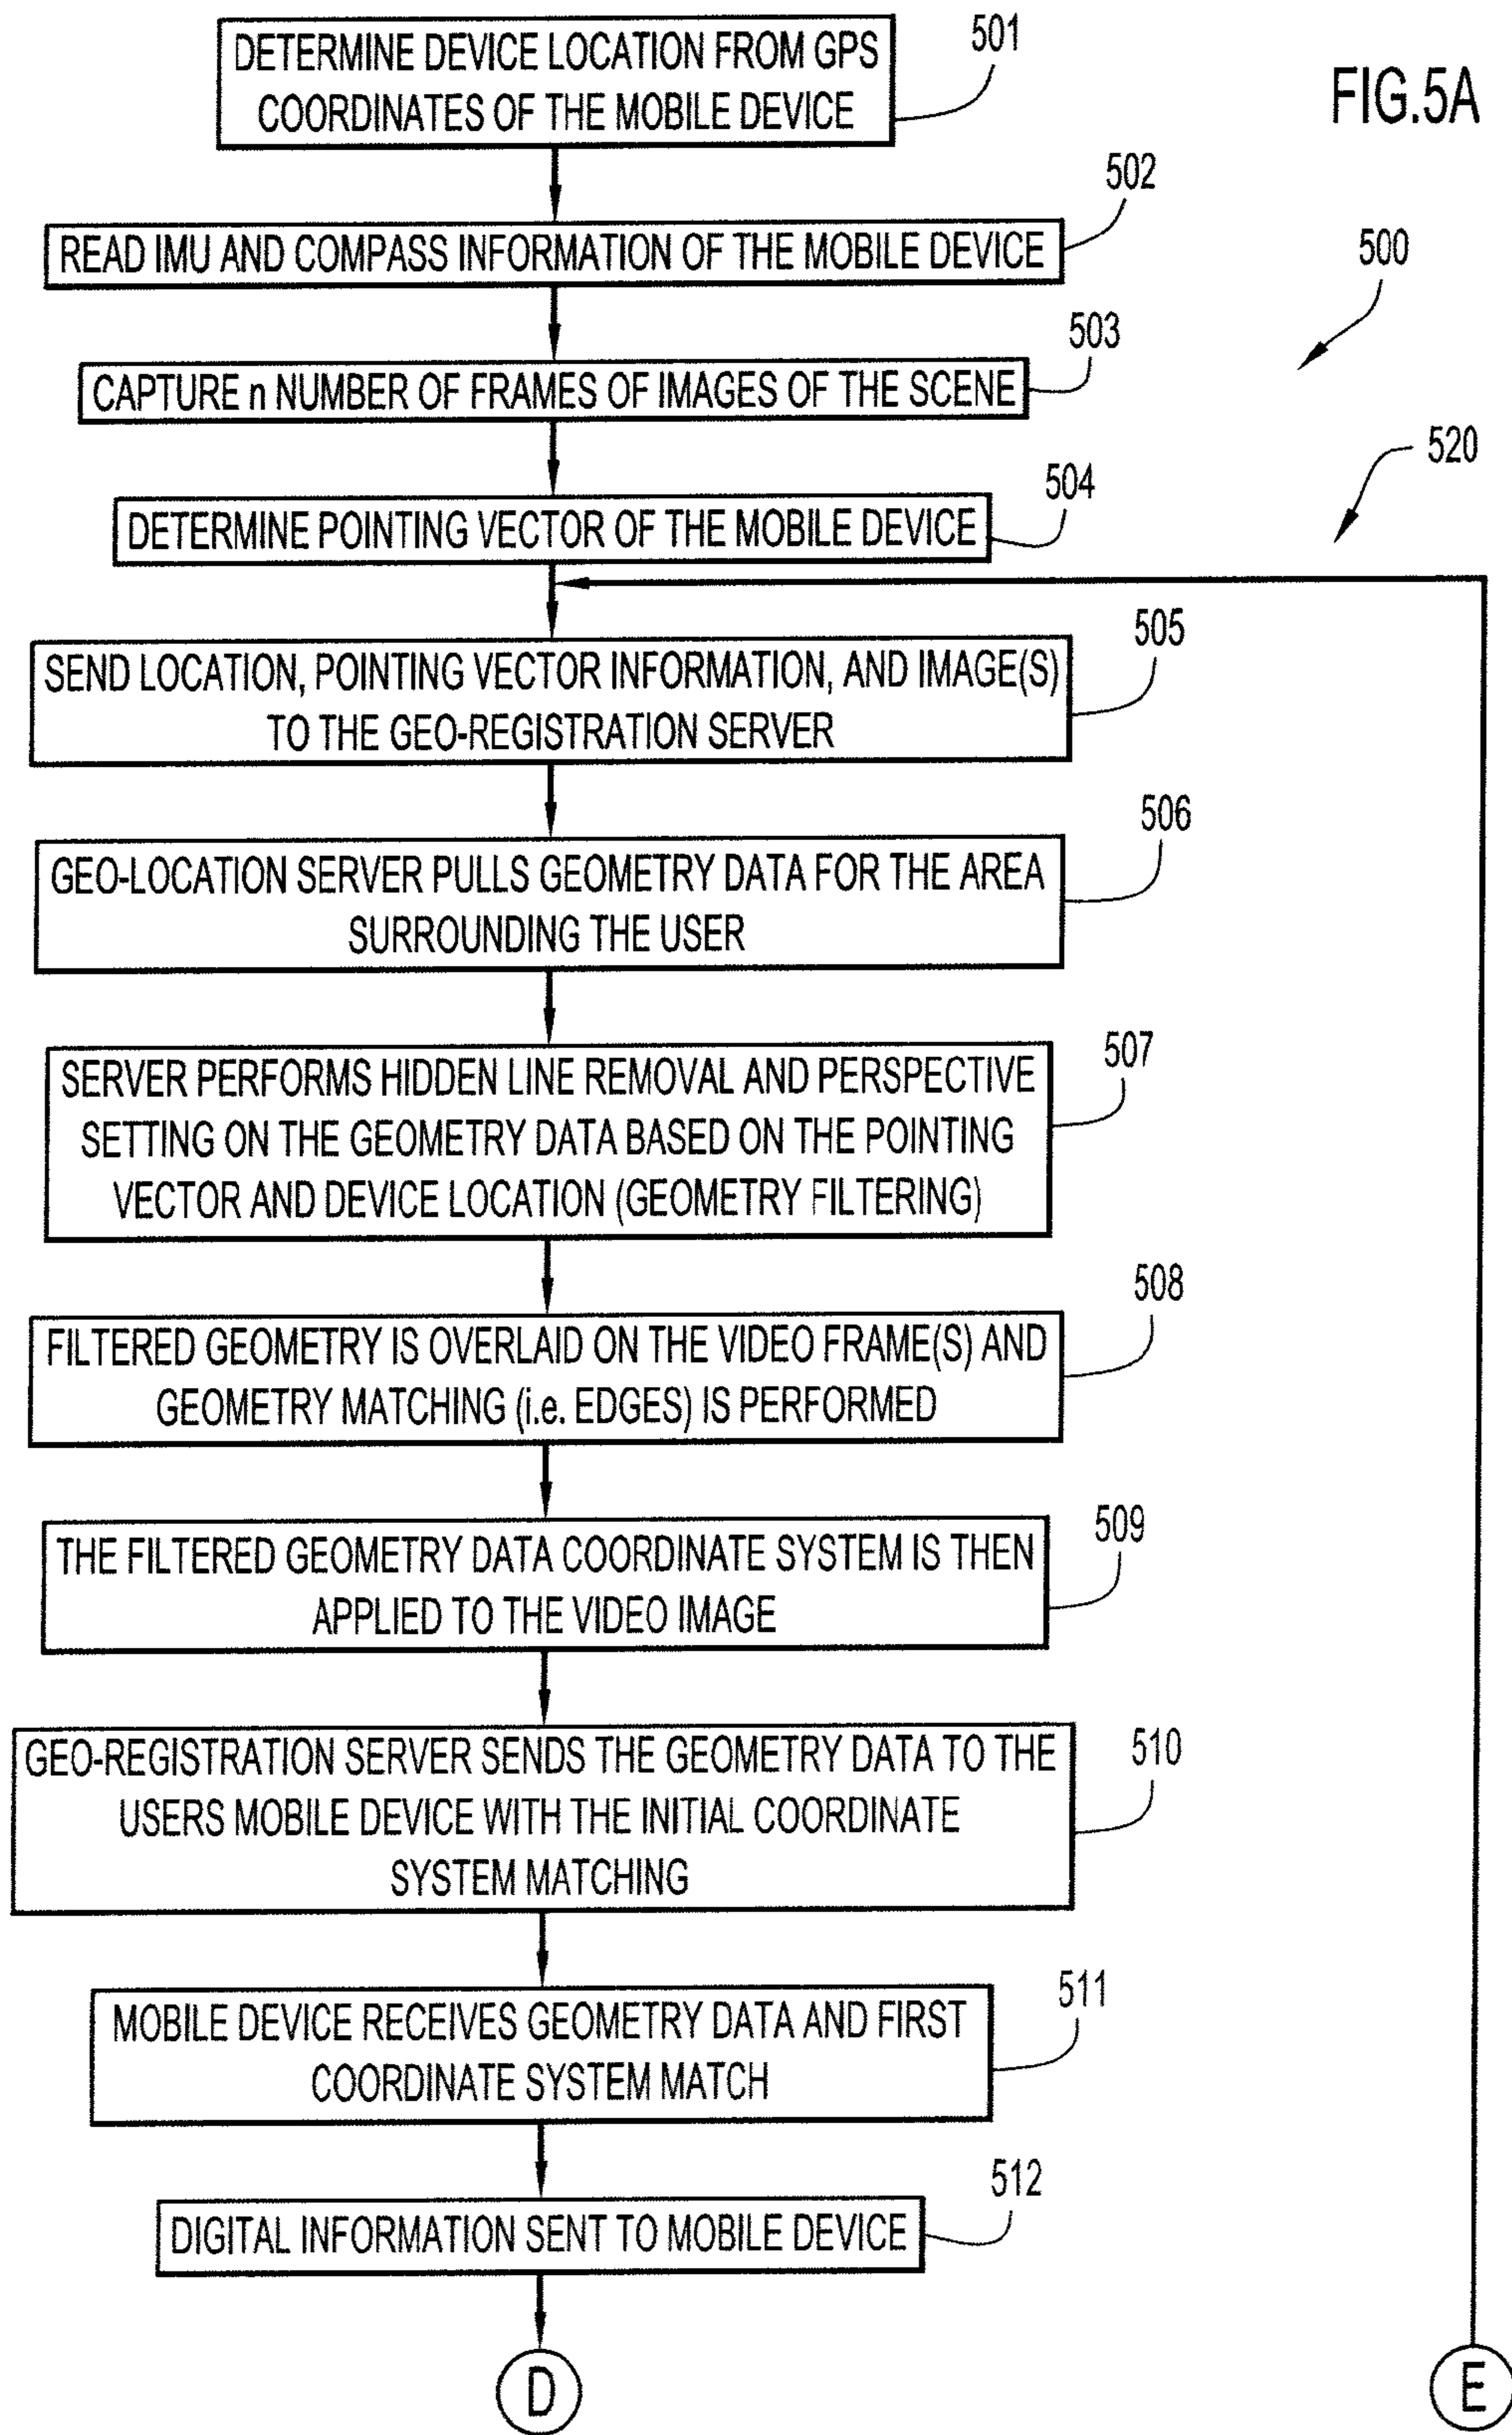 FIG.5A
DETERMINE DEVICE LOCATION FROM GPS
COORDINATES OF THE MOBILE DEVICE
501
READ IMU AND COMPASS INFORMATION OF THE MOBILE DEVICE
502
500
CAPTURE n NUMBER OF FRAMES OF IMAGES OF THE SCENE
503
520
DETERMINE POINTING VECTOR OF THE MOBILE DEVICE
504
SEND LOCATION, POINTING VECTOR INFORMATION, AND IMAGE(S)
TO THE GEO-REGISTRATION SERVER
505
GEO-LOCATION SERVER PULLS GEOMETRY DATA FOR THE AREA
SURROUNDING THE USER
506
SERVER PERFORMS HIDDEN LINE REMOVAL AND PERSPECTIVE
SETTING ON THE GEOMETRY DATA BASED ON THE POINTING
VECTOR AND DEVICE LOCATION (GEOMETRY FILTERING)
507
FILTERED GEOMETRY IS OVERLAID ON THE VIDEO FRAME(S) AND
GEOMETRY MATCHING (i.e. EDGES) IS PERFORMED
508
THE FILTERED GEOMETRY DATA COORDINATE SYSTEM IS THEN
APPLIED TO THE VIDEO IMAGE
509
GEO-REGISTRATION SERVER SENDS THE GEOMETRY DATA TO THE
USERS MOBILE DEVICE WITH THE INITIAL COORDINATE
SYSTEM MATCHING
510
MOBILE DEVICE RECEIVES GEOMETRY DATA AND FIRST
COORDINATE SYSTEM MATCH
511
DIGITAL INFORMATION SENT TO MOBILE DEVICE
512
D
E